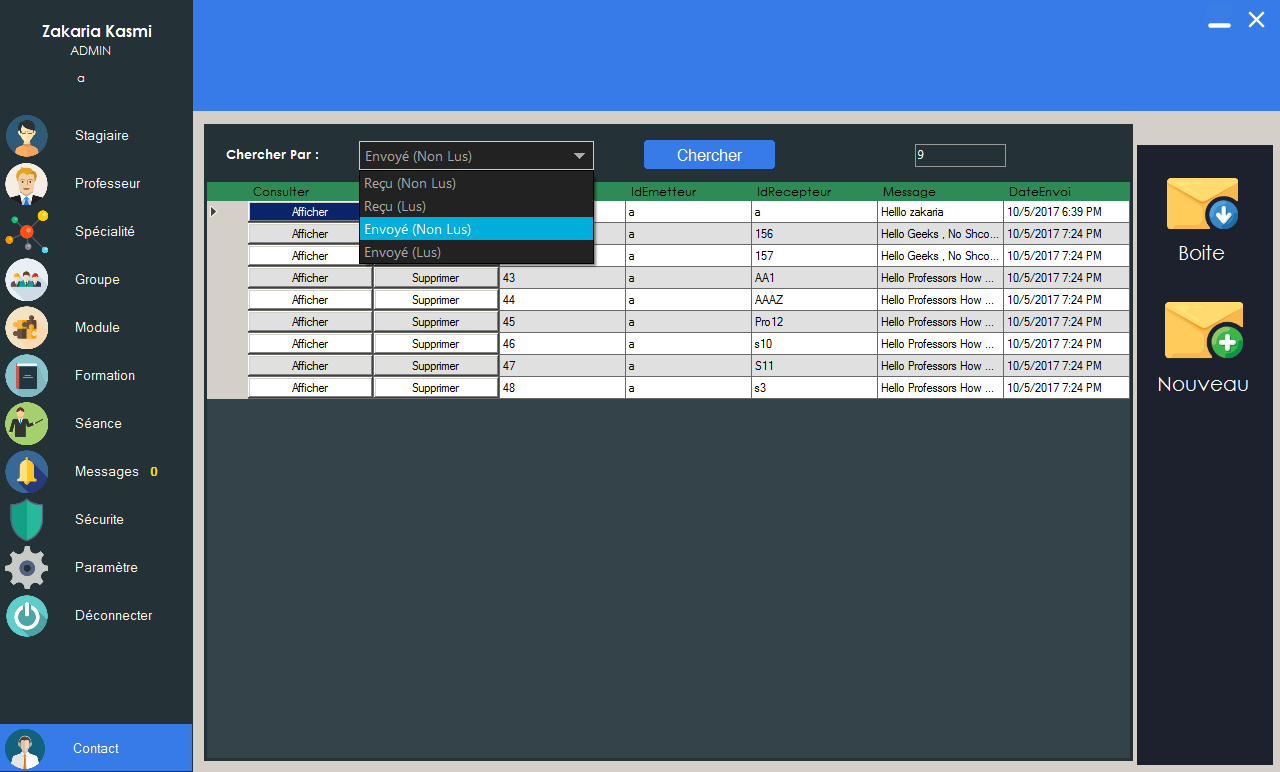 Zakaria Kasmi
ADMIN
a
Stagiaire
Professeur
Spécialité
Groupe
Module
Formation
Séance
Messages 0
Sécurite
Paramètre
Déconnecter
Contact
Chercher Par :
Envoyé (Non Lus)
Chercher
9
Reçu (Non Lus)
Reçu (Lus)
Envoyé (Non Lus)
Envoyé (Lus)
Consulter IdEmetteur IdRecepteur Message DateEnvoi
Afficher a a Helllo zakaria 10/5/2017 6:39 PM
Afficher a 156 Hello Geeks , No Shco... 10/5/2017 7:24 PM
Afficher a 157 Hello Geeks , No Shco... 10/5/2017 7:24 PM
Afficher Supprimer 43 a AA1 Hello Professors How ... 10/5/2017 7:24 PM
Afficher Supprimer 44 a AAAZ Hello Professors How ... 10/5/2017 7:24 PM
Afficher Supprimer 45 a Pro12 Hello Professors How ... 10/5/2017 7:24 PM
Afficher Supprimer 46 a s10 Hello Professors How ... 10/5/2017 7:24 PM
Afficher Supprimer 47 a S11 Hello Professors How ... 10/5/2017 7:24 PM
Afficher Supprimer 48 a s3 Hello Professors How ... 10/5/2017 7:24 PM
Boite
Nouveau